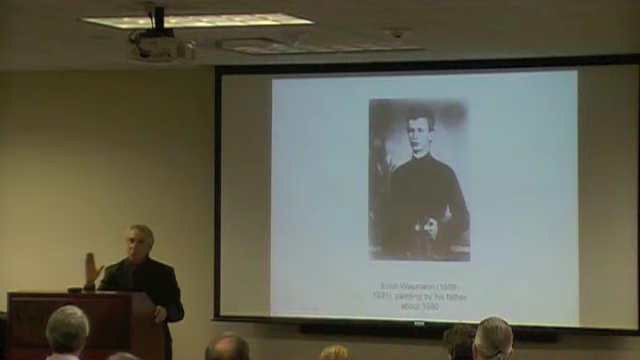 Erich Wasmann (1859-
1931), painting by his father
about 1880